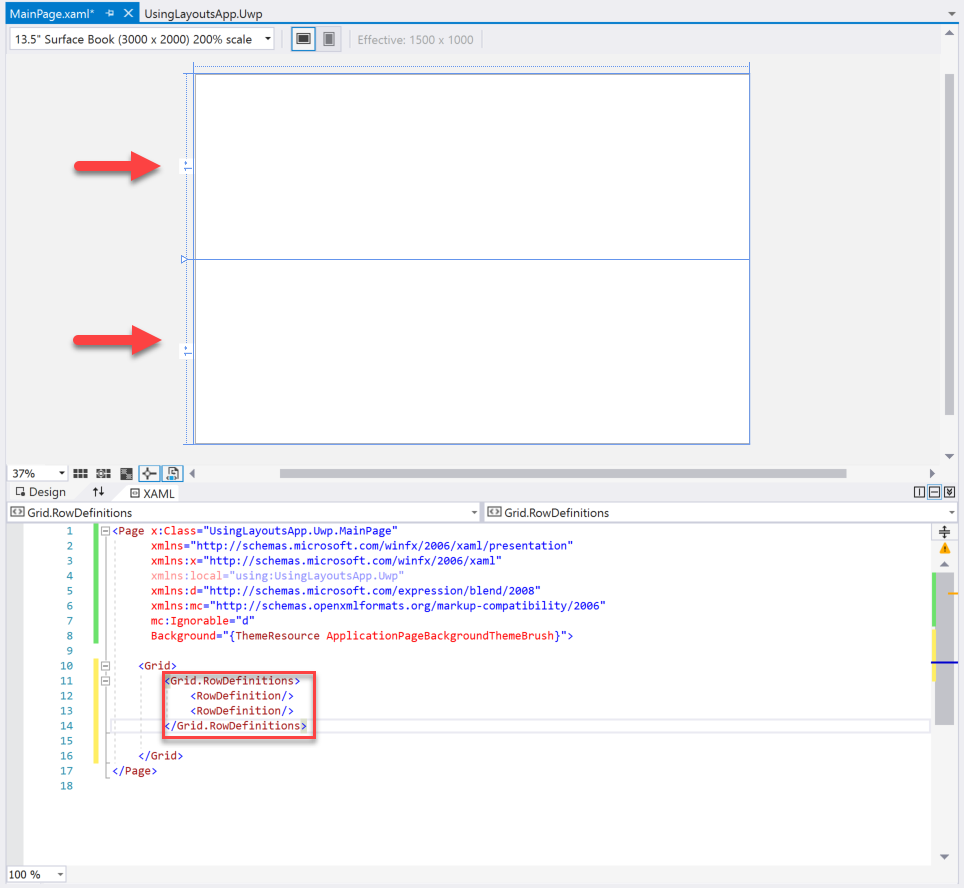 MainPage.xaml* UsingLayoutsApp.Uwp
13.5" Surface Book (3000 x 2000) 200% scale Effective: 1500 x 1000
1*
1*
37%
Design XAML
Grid.RowDefinitions Grid.RowDefinitions
1 <Page x:Class="UsingLayoutsApp.Uwp.MainPage"
2 xmlns="http://schemas.microsoft.com/winfx/2006/xaml/presentation"
3 xmlns:x="http://schemas.microsoft.com/winfx/2006/xaml"
4 xmlns:local="using:UsingLayoutsApp.Uwp"
5 xmlns:d="http://schemas.microsoft.com/expression/blend/2008"
6 xmlns:mc="http://schemas.openxmlformats.org/markup-compatibility/2006"
7 mc:Ignorable="d"
8 Background="{ThemeResource ApplicationPageBackgroundThemeBrush}">
9
10 <Grid>
11 <Grid.RowDefinitions>
12 <RowDefinition/>
13 <RowDefinition/>
14 </Grid.RowDefinitions>
15
16 </Grid>
17 </Page>
18
100 %